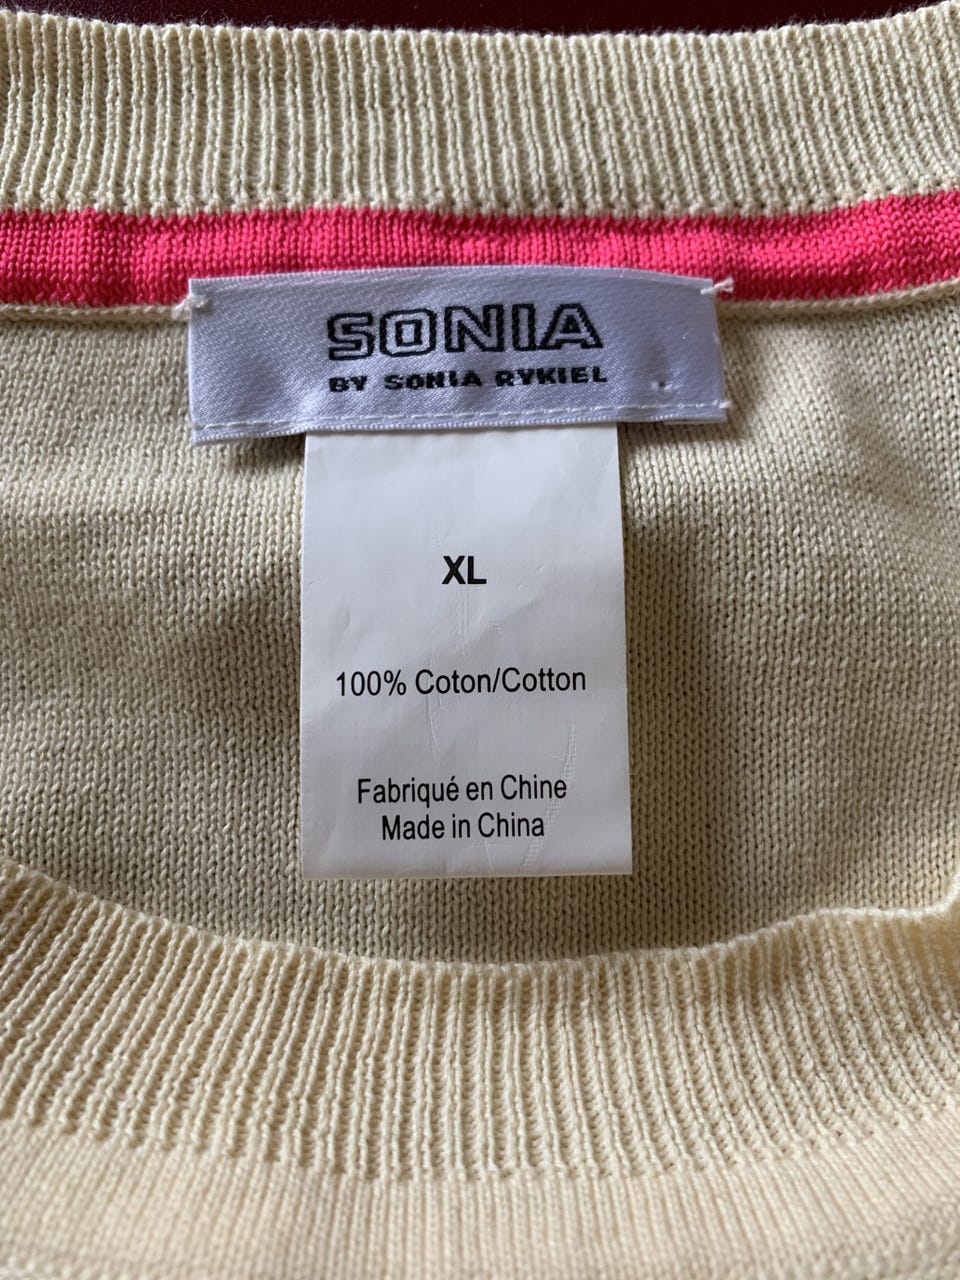 SONIA
BY SONIA RYKIEL
XL
100% Coton/Cotton
Fabriqué en Chine
Made in China